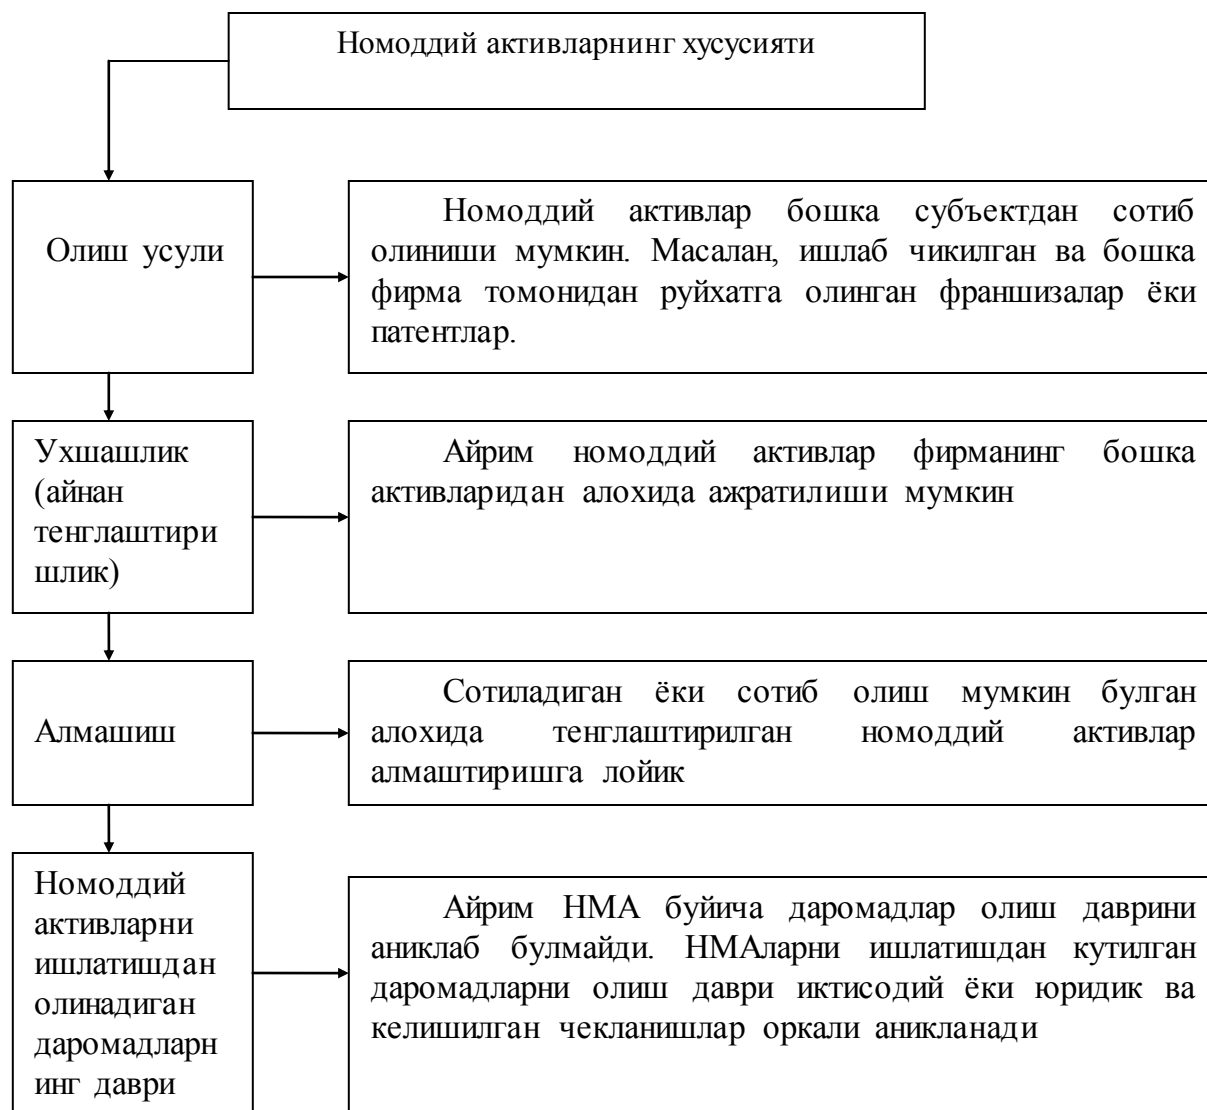 Номоддий активларнинг хусусияти
Олиш усули
Номоддий активлар бошка субъектдан сотиб
олиниши мумкин. Масалан, ишлаб чикилган ва бошка
фирма томонидан руйхатга олинган франшизалар ёки
патентлар.
Ухшашлик
(айнан
тенглаштири
шлик)
Айрим номоддий активлар фирманинг бошка
активларидан алохида ажратилиши мумкин
Алмашиш
Сотиладиган ёки сотиб олиш мумкин булган
алохида тенглаштирилган номоддий активлар
алмаштиришга лойик
Номоддий
активларни
ишлатишдан
олинадиган
даромадларн
инг даври
Айрим НМА буйича даромадлар олиш даврини
аниклаб булмайди. НМАларни ишлатишдан кутилган
даромадларни олиш даври иктисодий ёки юридик ва
келишилган чекланишлар оркали аникланади